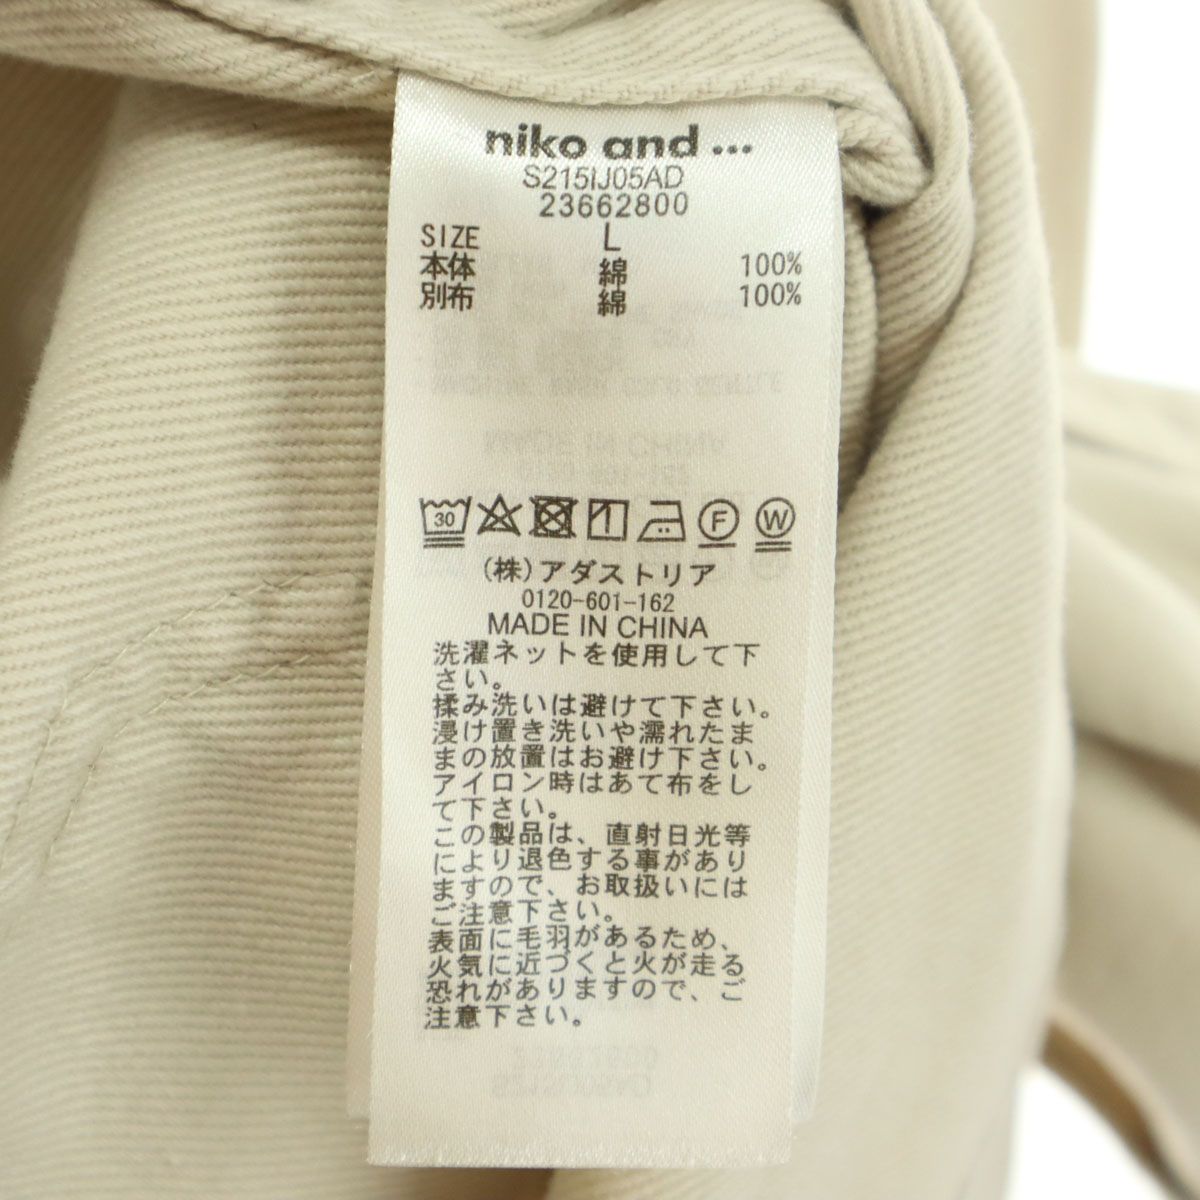 niko and ...
S215IJ05AD
23662800
SIZE L
本体 綿 100%
別布 綿 100%
30 F W
(株)アダストリア
0120-601-162
MADE IN CHINA
洗濯ネットを使用して下
さい。
揉み洗いは避けて下さい。
浸け置き洗いや濡れたま
まの放置はお避け下さい。
アイロン時はあて布をし
て下さい。
この製品は、直射日光等
により退色する事があり
ますので、お取扱いには
ご注意下さい。
表面に毛羽があるため、
火気に近づくと火が走る
恐れがありますので、ご
注意下さい。